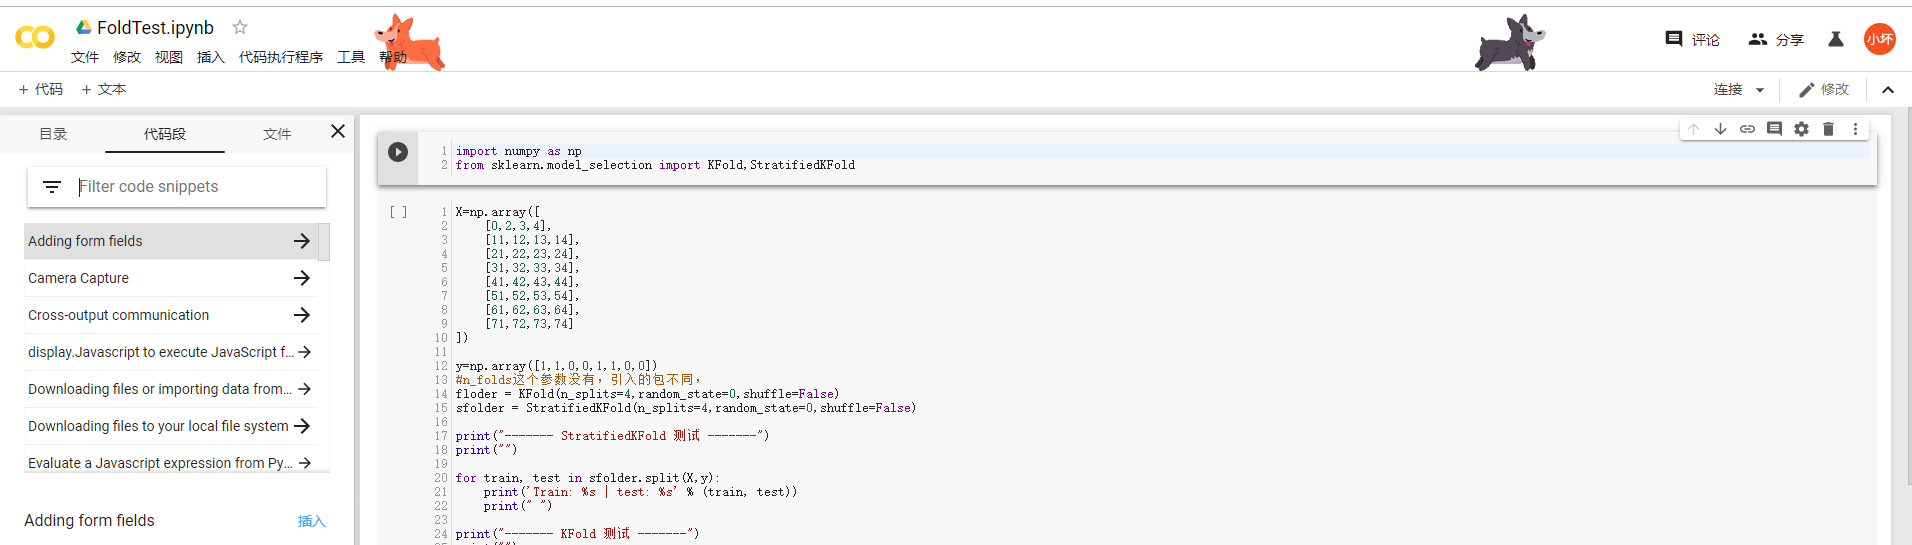 FoldTest.ipynb
文件 修改 视图 插入 代码执行程序 工具 帮助
评论 分享 小坏
+ 代码 + 文本
连接 修改
目录 代码段 文件
Filter code snippets
Adding form fields
Camera Capture
Cross-output communication
display.Javascript to execute JavaScript f...
Downloading files or importing data from...
Downloading files to your local file system
Evaluate a Javascript expression from Py...
Adding form fields 插入
1 import numpy as np
2 from sklearn.model_selection import KFold,StratifiedKFold
[ ] 1 X=np.array([
2 [0,2,3,4],
3 [11,12,13,14],
4 [21,22,23,24],
5 [31,32,33,34],
6 [41,42,43,44],
7 [51,52,53,54],
8 [61,62,63,64],
9 [71,72,73,74]
10 ])
11
12 y=np.array([1,1,0,0,1,1,0,0])
13 #n_folds这个参数没有，引入的包不同，
14 floder = KFold(n_splits=4,random_state=0,shuffle=False)
15 sfolder = StratifiedKFold(n_splits=4,random_state=0,shuffle=False)
16
17 print("------- StratifiedKFold 测试 -------")
18 print("")
19
20 for train, test in sfolder.split(X,y):
21 print('Train: %s | test: %s' % (train, test))
22 print(" ")
23
24 print("------- KFold 测试 -------")